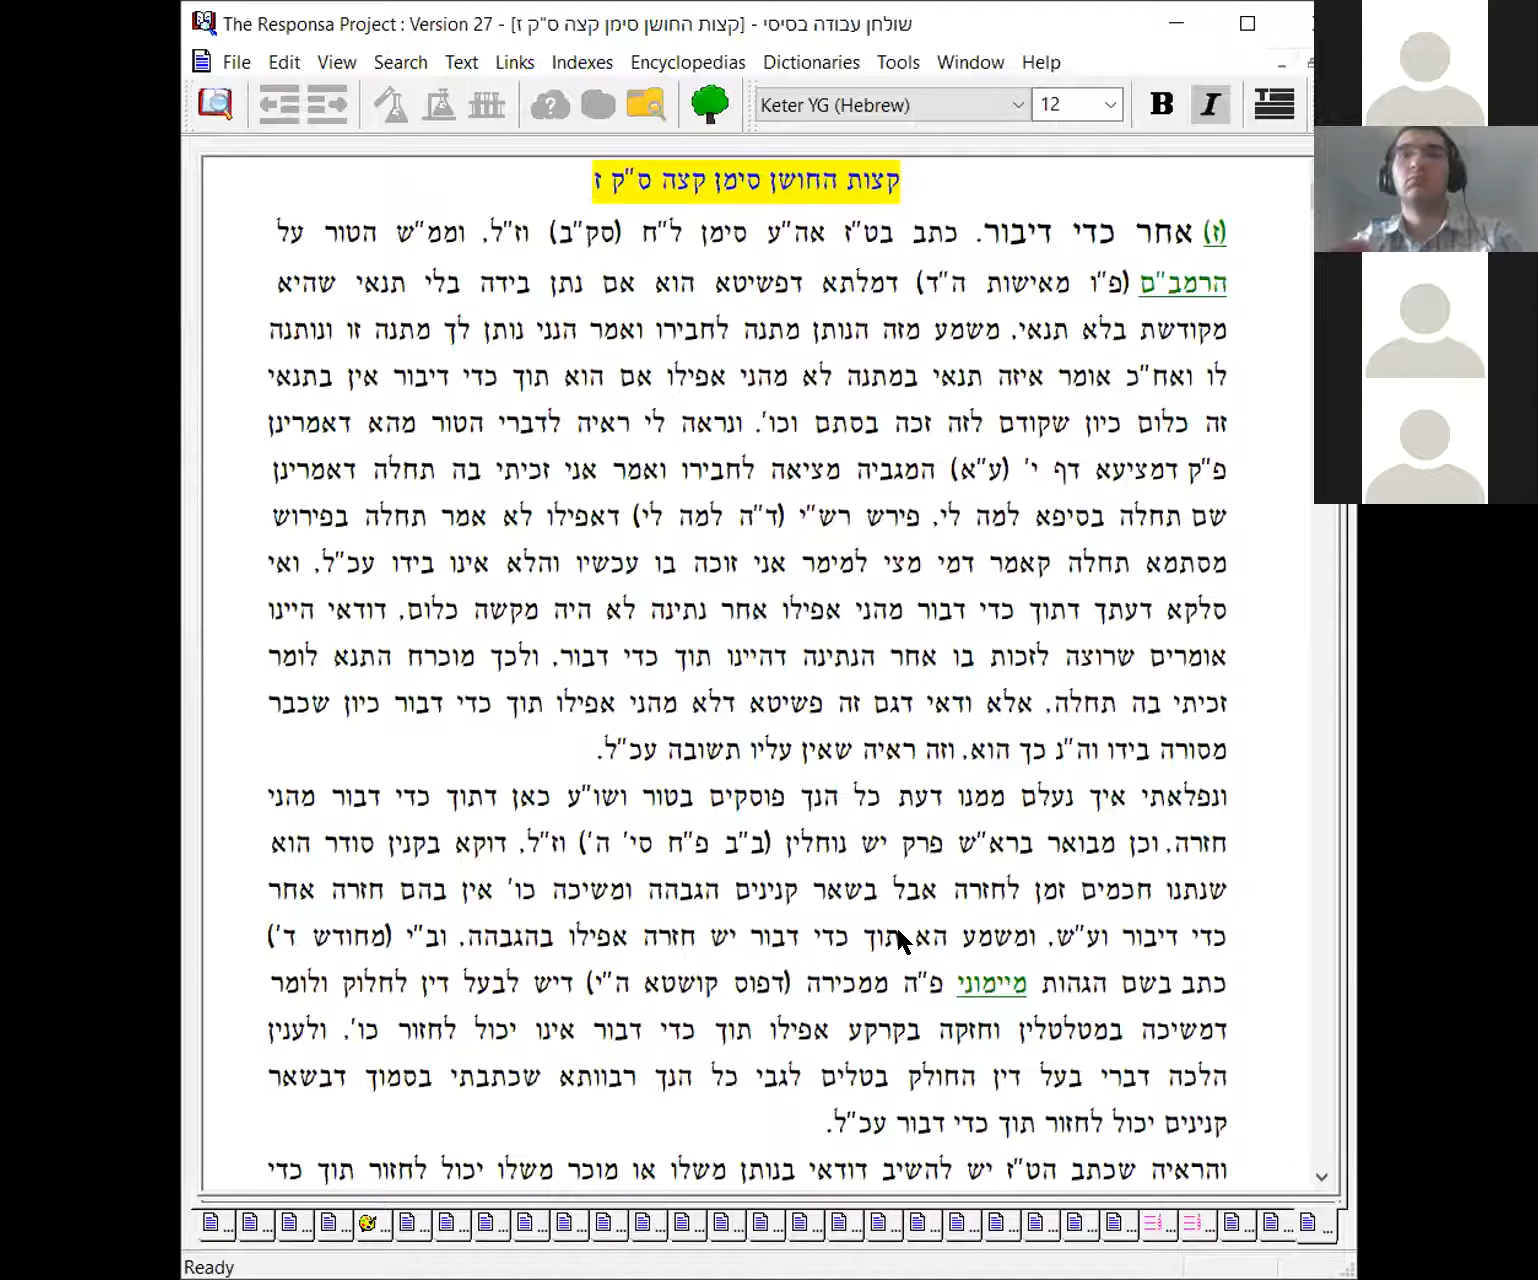 The Responsa Project : Version 27 - [קצות החושן סימן קצה ס"ק ז] - שולחן עבודה בסיסי
File Edit View Search Text Links Indexes Encyclopedias Dictionaries Tools Window Help
Keter YG (Hebrew) 12 B I
קצות החושן סימן קצה ס"ק ז
(ז) אחר כדי דיבור. כתב בט"ז אה"ע סימן ל"ח (סק"ב) וז"ל, וממ"ש הטור על
הרמב"ם (פ"ו מאישות ה"ד) דמלתא דפשיטא הוא אם נתן בידה בלי תנאי שהיא
מקודשת בלא תנאי, משמע מזה הנותן מתנה לחבירו ואמר הנני נותן לך מתנה זו ונותנה
לו ואח"כ אומר איזה תנאי במתנה לא מהני אפילו אם הוא תוך כדי דיבור אין בתנאי
זה כלום כיון שקודם לזה זכה בסתם וכו'. ונראה לי ראיה לדברי הטור מהא דאמרינן
פ"ק דמציעא דף י' (ע"א) המגביה מציאה לחבירו ואמר אני זכיתי בה תחלה דאמרינן
שם תחלה בסיפא למה לי, פירש רש"י (ד"ה למה לי) דאפילו לא אמר תחלה בפירוש
מסתמא תחלה קאמר דמי מצי למימר אני זוכה בו עכשיו והלא אינו בידו עכ"ל, ואי
סלקא דעתך דתוך כדי דבור מהני אפילו אחר נתינה לא היה מקשה כלום, דודאי היינו
אומרים שרוצה לזכות בו אחר הנתינה דהיינו תוך כדי דבור, ולכך מוכרח התנא לומר
זכיתי בה תחלה, אלא ודאי דגם זה פשיטא דלא מהני אפילו תוך כדי דבור כיון שכבר
מסורה בידו וה"נ כך הוא, וזה ראיה שאין עליו תשובה עכ"ל.
ונפלאתי איך נעלם ממנו דעת כל הנך פוסקים בטור ושו"ע כאן דתוך כדי דבור מהני
חזרה, וכן מבואר ברא"ש פרק יש נוחלין (ב"ב פ"ח סי' ה') וז"ל, דוקא בקנין סודר הוא
שנתנו חכמים זמן לחזרה אבל בשאר קנינים הגבהה ומשיכה כו' אין בהם חזרה אחר
כדי דיבור וע"ש, ומשמע הא תוך כדי דבור יש חזרה אפילו בהגבהה, וב"י (מחודש ד')
כתב בשם הגהות מיימוני פ"ה ממכירה (דפוס קושטא ה"י) דיש לבעל דין לחלוק ולומר
דמשיכה במטלטלין וחזקה בקרקע אפילו תוך כדי דבור אינו יכול לחזור כו', ולענין
הלכה דברי בעל דין החולק בטלים לגבי כל הנך רבוותא שכתבתי בסמוך דבשאר
קנינים יכול לחזור תוך כדי דבור עכ"ל.
והראיה שכתב הט"ז יש להשיב דודאי בנותן משלו או מוכר משלו יכול לחזור תוך כדי
Ready